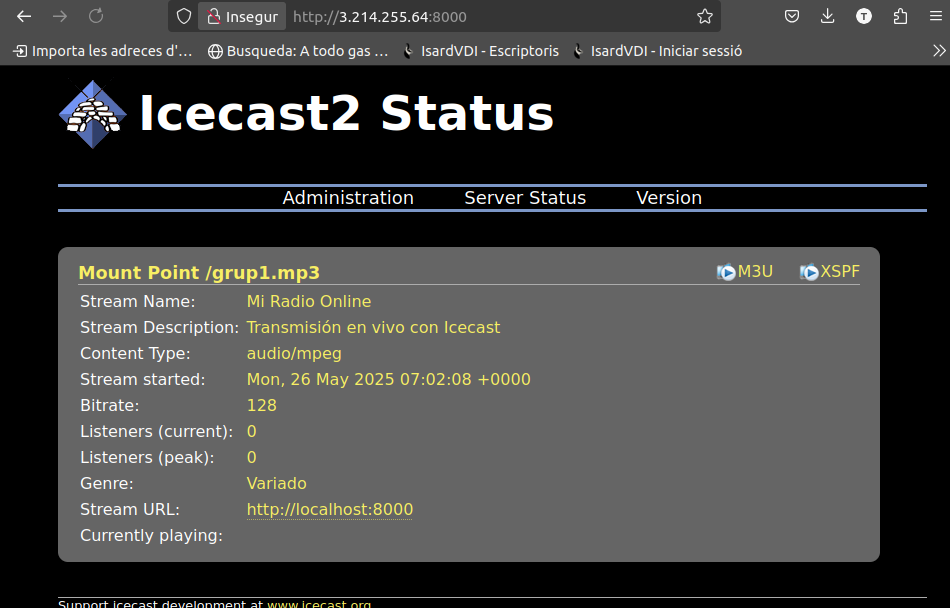 Insegur http://3.214.255.64:8000 T
Importa les adreces d'… Busqueda: A todo gas … IsardVDI - Escriptoris IsardVDI - Iniciar sessió
Icecast2 Status
Administration Server Status Version
Mount Point /grup1.mp3 M3U XSPF
Stream Name: Mi Radio Online
Stream Description: Transmisión en vivo con Icecast
Content Type: audio/mpeg
Stream started: Mon, 26 May 2025 07:02:08 +0000
Bitrate: 128
Listeners (current): 0
Listeners (peak): 0
Genre: Variado
Stream URL: http://localhost:8000
Currently playing:
Support icecast development at www.icecast.org